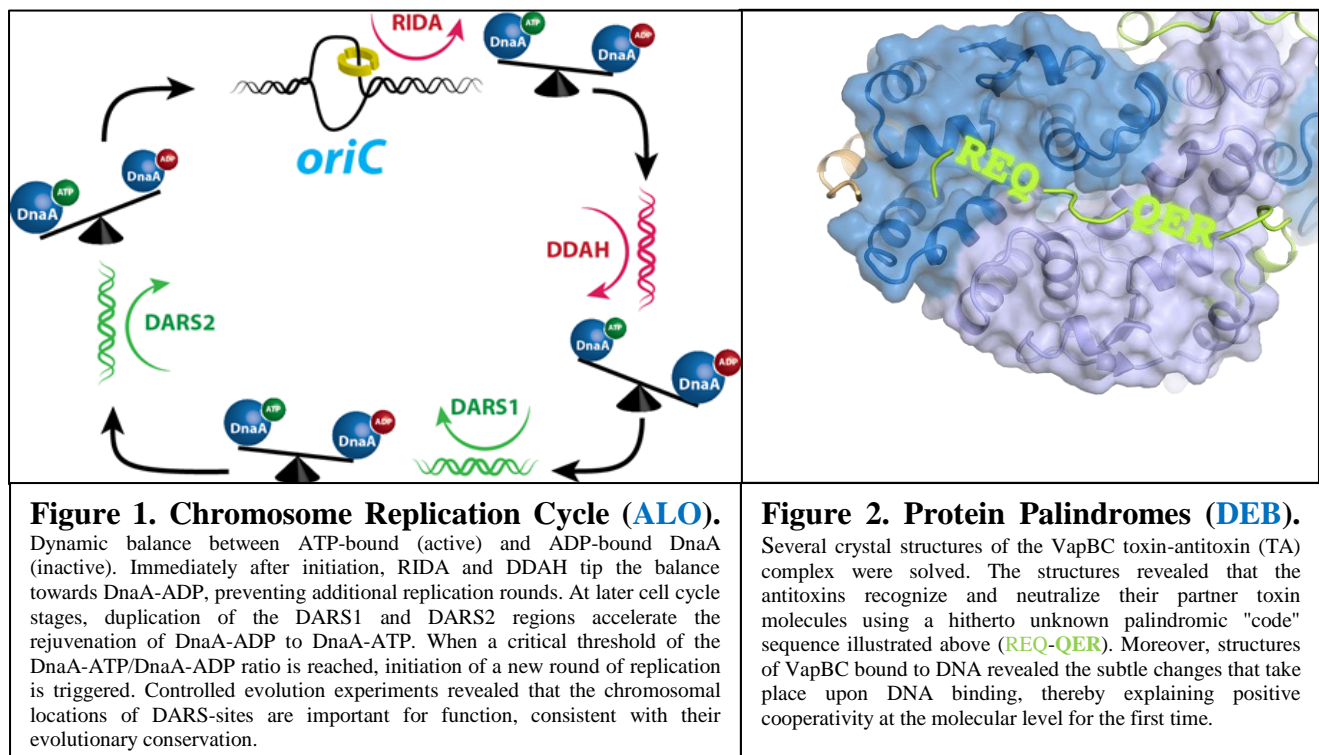 RIDA
DnaA ATP
DnaA ADP
oriC
DnaA ATP
DnaA ADP
DDAH
DARS2
DnaA ATP
DnaA ADP
DARS1
DnaA ATP
DnaA ADP
REQ
QER
Figure 1. Chromosome Replication Cycle (ALO).
Dynamic balance between ATP-bound (active) and ADP-bound DnaA
(inactive). Immediately after initiation, RIDA and DDAH tip the balance
towards DnaA-ADP, preventing additional replication rounds. At later cell cycle
stages, duplication of the DARS1 and DARS2 regions accelerate the
rejuvenation of DnaA-ADP to DnaA-ATP. When a critical threshold of the
DnaA-ATP/DnaA-ADP ratio is reached, initiation of a new round of replication
is triggered. Controlled evolution experiments revealed that the chromosomal
locations of DARS-sites are important for function, consistent with their
evolutionary conservation.
Figure 2. Protein Palindromes (DEB).
Several crystal structures of the VapBC toxin-antitoxin (TA)
complex were solved. The structures revealed that the
antitoxins recognize and neutralize their partner toxin
molecules using a hitherto unknown palindromic "code"
sequence illustrated above (REQ-QER). Moreover, structures
of VapBC bound to DNA revealed the subtle changes that take
place upon DNA binding, thereby explaining positive
cooperativity at the molecular level for the first time.